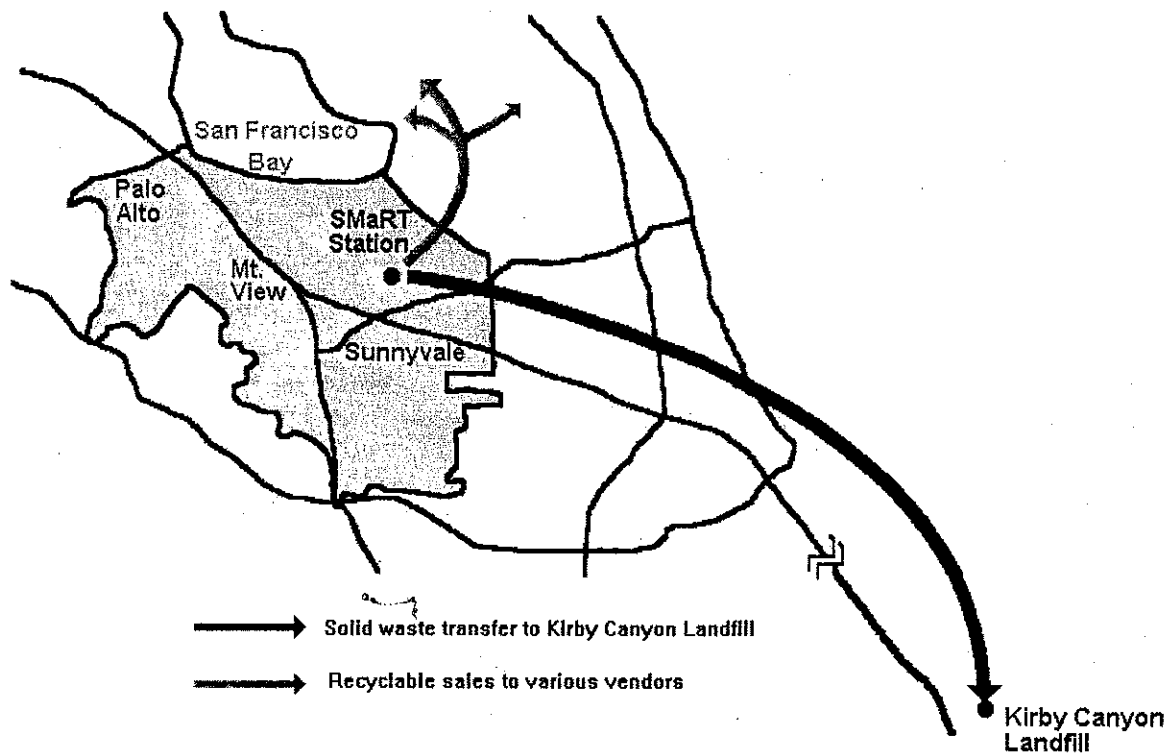 San Francisco
Bay
Palo
Alto
SMaRT
Station
Mt.
View
Sunnyvale
Solid waste transfer to Kirby Canyon Landfill
Recyclable sales to various vendors
Kirby Canyon
Landfill